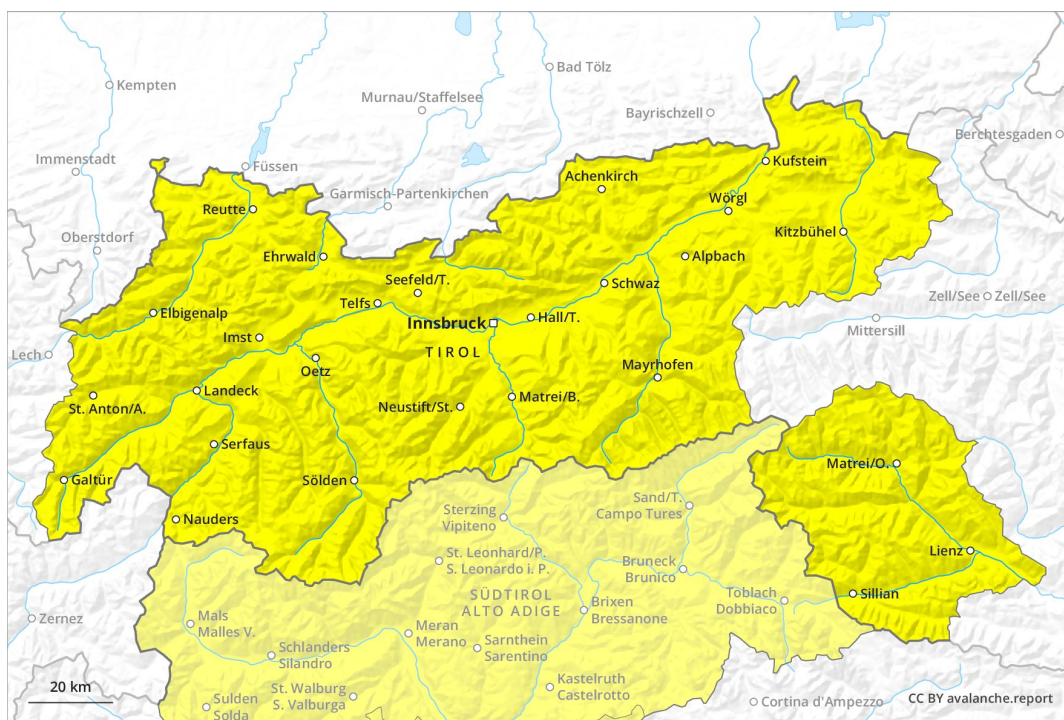 Bad Tölz
Kempten
Murnau/Staffelsee
Bayrischzell
Berchtesgaden
Immenstadt
Füssen
Kufstein
Achenkirch
Garmisch-Partenkirchen
Wörgl
Reutte
Kitzbühel
Oberstdorf
Ehrwald
Alpbach
Seefeld/T.
Schwaz
Zell/See
Zell/See
Telfs
Elbigenalp
Hall/T.
Innsbruck
Mittersill
Imst
TIROL
Lech
Oetz
Mayrhofen
Landeck
St. Anton/A.
Matrei/B.
Neustift/St.
Serfaus
Matrei/O.
Galtür
Sölden
Sand/T.
Campo Tures
Sterzing
Vipiteno
Nauders
Lienz
St. Leonhard/P.
S. Leonardo i. P.
Bruneck
Brunico
Sillian
Toblach
Dobbiaco
SÜDTIROL
ALTO ADIGE
Brixen
Bressanone
Zernez
Mals
Malles V.
Meran
Merano
Sarnthein
Sarentino
Schlanders
Silandro
20 km
St. Walburg
S. Valburga
Kastelruth
Castelrotto
Sulden
Solda
Cortina d'Ampezzo
CC BY avalanche.report